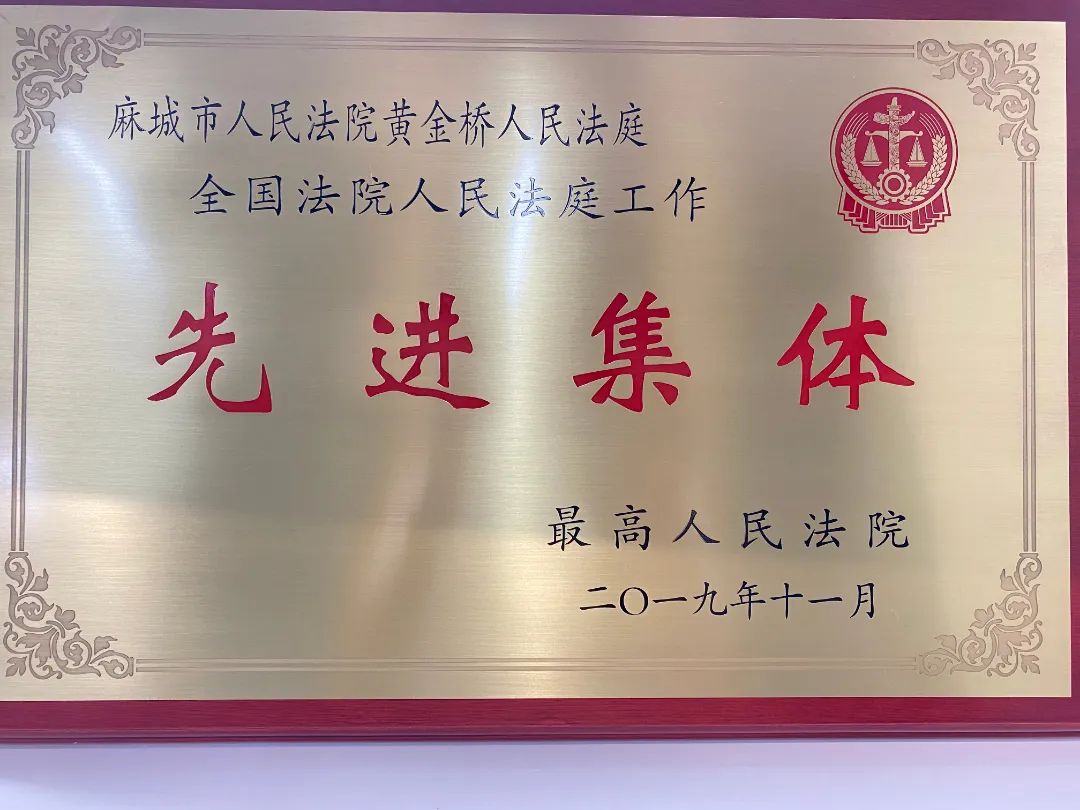 麻城市人民法院黄金桥人民法庭
全国法院人民法庭工作
先进集体
最高人民法院
二〇一九年十一月